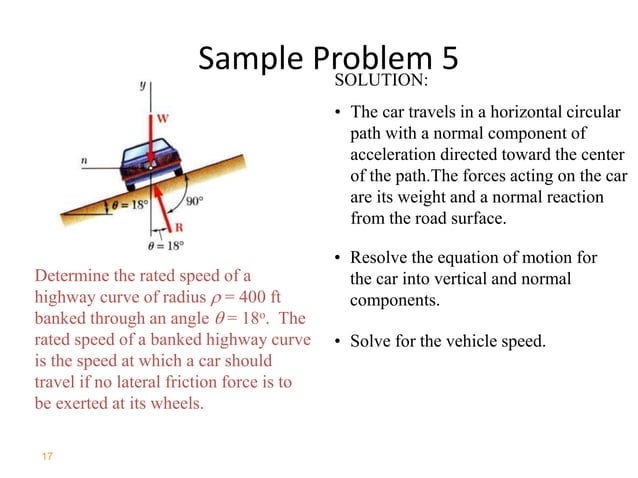 Sample Problem 5
y
W
n
θ = 18°
90°
R
θ = 18°
Determine the rated speed of a
highway curve of radius ρ = 400 ft
banked through an angle θ = 18º. The
rated speed of a banked highway curve
is the speed at which a car should
travel if no lateral friction force is to
be exerted at its wheels.
SOLUTION:
• The car travels in a horizontal circular
path with a normal component of
acceleration directed toward the center
of the path.The forces acting on the car
are its weight and a normal reaction
from the road surface.
• Resolve the equation of motion for
the car into vertical and normal
components.
• Solve for the vehicle speed.
17